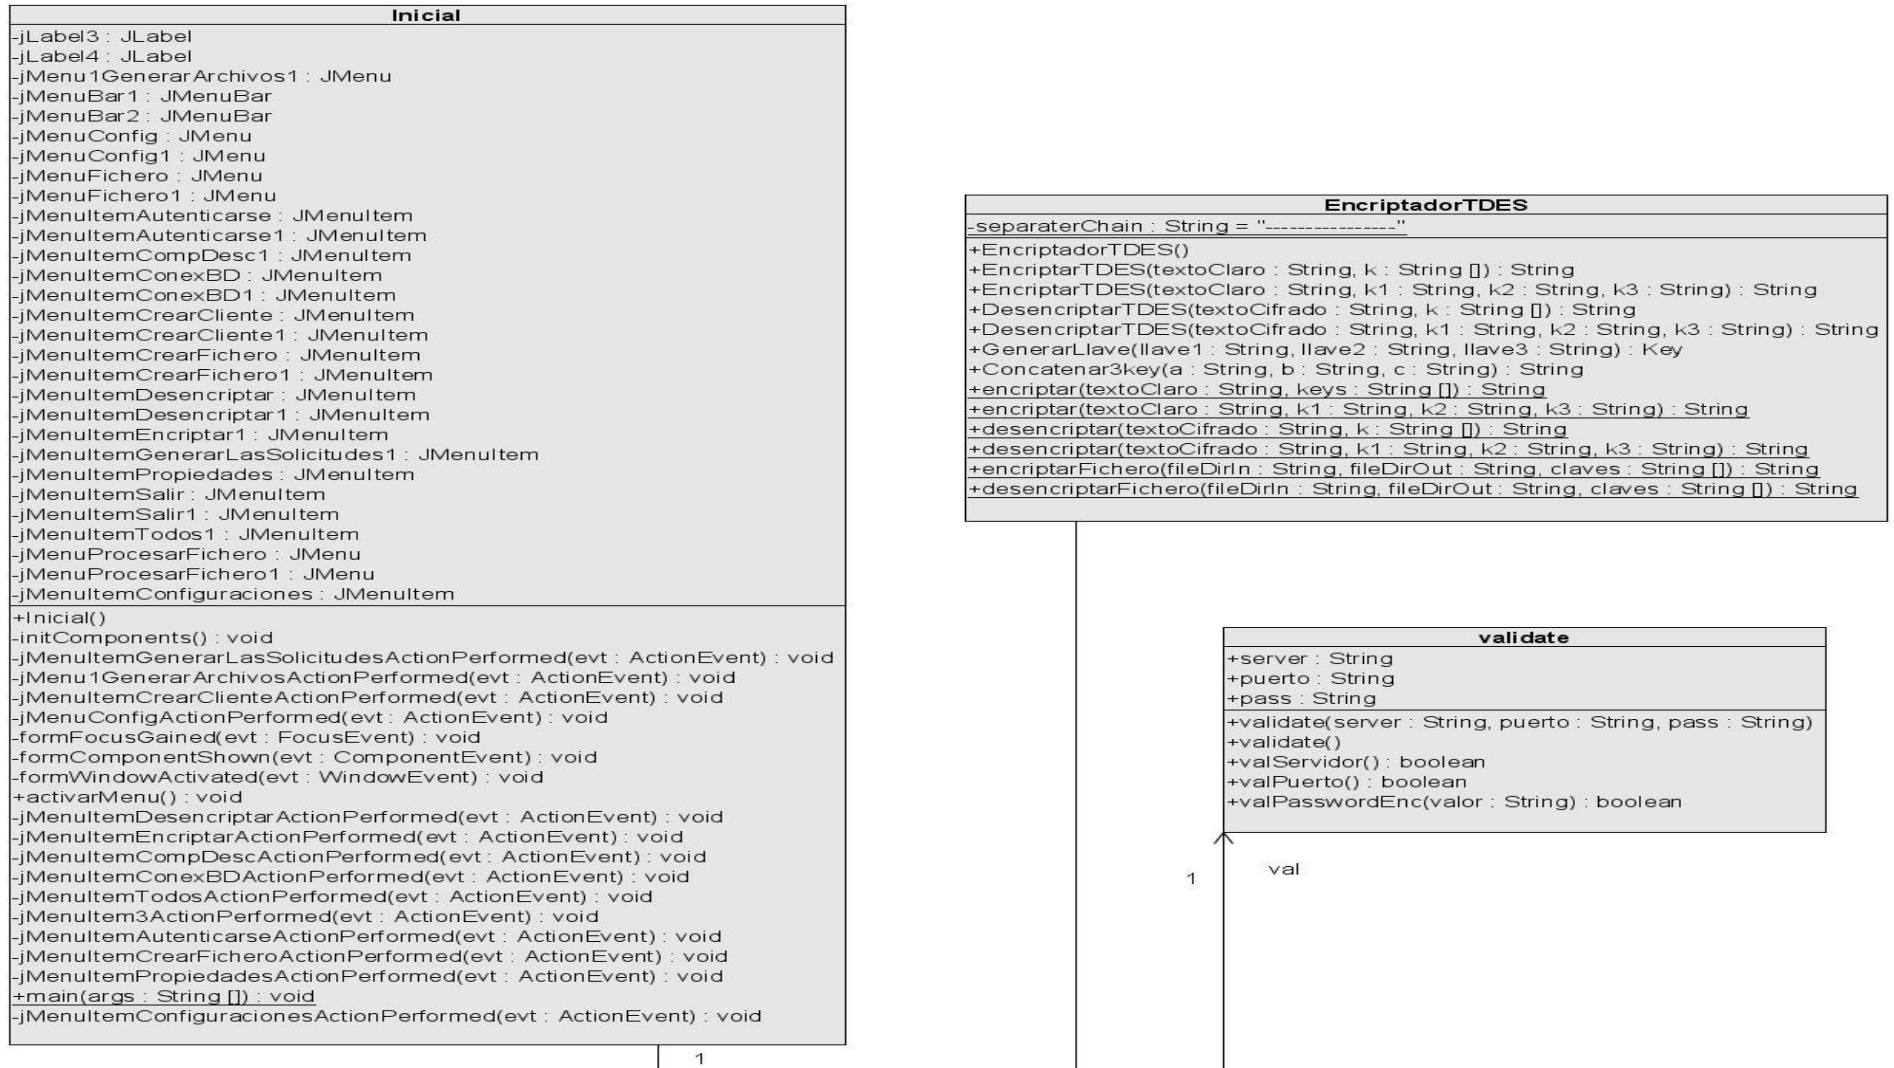 Inicial
-jLabel3 : JLabel
-jLabel4 : JLabel
-jMenu1GenerarArchivos1 : JMenu
-jMenuBar1 : JMenuBar
-jMenuBar2 : JMenuBar
-jMenuConfig : JMenu
-jMenuConfig1 : JMenu
-jMenuFichero : JMenu
-jMenuFichero1 : JMenu
-jMenuItemAutenticarse : JMenuItem
-jMenuItemAutenticarse1 : JMenuItem
-jMenuItemCompDesc1 : JMenuItem
-jMenuItemConexBD : JMenuItem
-jMenuItemConexBD1 : JMenuItem
-jMenuItemCrearCliente : JMenuItem
-jMenuItemCrearCliente1 : JMenuItem
-jMenuItemCrearFichero : JMenuItem
-jMenuItemCrearFichero1 : JMenuItem
-jMenuItemDesencriptar : JMenuItem
-jMenuItemDesencriptar1 : JMenuItem
-jMenuItemEncriptar1 : JMenuItem
-jMenuItemGenerarLasSolicitudes1 : JMenuItem
-jMenuItemPropiedades : JMenuItem
-jMenuItemSalir : JMenuItem
-jMenuItemSalir1 : JMenuItem
-jMenuItemTodos1 : JMenuItem
-jMenuProcesarFichero : JMenu
-jMenuProcesarFichero1 : JMenu
-jMenuItemConfiguraciones : JMenuItem
+Inicial()
-initComponents() : void
-jMenuItemGenerarLasSolicitudesActionPerformed(evt : ActionEvent) : void
-jMenu1GenerarArchivosActionPerformed(evt : ActionEvent) : void
-jMenuItemCrearClienteActionPerformed(evt : ActionEvent) : void
-jMenuConfigActionPerformed(evt : ActionEvent) : void
-formFocusGained(evt : FocusEvent) : void
-formComponentShown(evt : ComponentEvent) : void
-formWindowActivated(evt : WindowEvent) : void
+activarMenu() : void
-jMenuItemDesencriptarActionPerformed(evt : ActionEvent) : void
-jMenuItemEncriptarActionPerformed(evt : ActionEvent) : void
-jMenuItemCompDescActionPerformed(evt : ActionEvent) : void
-jMenuItemConexBDActionPerformed(evt : ActionEvent) : void
-jMenuItemTodosActionPerformed(evt : ActionEvent) : void
-jMenuItem3ActionPerformed(evt : ActionEvent) : void
-jMenuItemAutenticarseActionPerformed(evt : ActionEvent) : void
-jMenuItemCrearFicheroActionPerformed(evt : ActionEvent) : void
-jMenuItemPropiedadesActionPerformed(evt : ActionEvent) : void
+main(args : String []) : void
-jMenuItemConfiguracionesActionPerformed(evt : ActionEvent) : void
1
EncriptadorTDES
-separaterChain : String = "-----------------"
+EncriptadorTDES()
+EncriptarTDES(textoClaro : String, k : String []) : String
+EncriptarTDES(textoClaro : String, k1 : String, k2 : String, k3 : String) : String
+DesencriptarTDES(textoCifrado : String, k : String []) : String
+DesencriptarTDES(textoCifrado : String, k1 : String, k2 : String, k3 : String) : String
+GenerarLlave(llave1 : String, llave2 : String, llave3 : String) : Key
+Concatenar3key(a : String, b : String, c : String) : String
+encriptar(textoClaro : String, keys : String []) : String
+encriptar(textoClaro : String, k1 : String, k2 : String, k3 : String) : String
+desencriptar(textoCifrado : String, k : String []) : String
+desencriptar(textoCifrado : String, k1 : String, k2 : String, k3 : String) : String
+encriptarFichero(fileDirIn : String, fileDirOut : String, claves : String []) : String
+desencriptarFichero(fileDirIn : String, fileDirOut : String, claves : String []) : String
validate
+server : String
+puerto : String
+pass : String
+validate(server : String, puerto : String, pass : String)
+validate()
+valServidor() : boolean
+valPuerto() : boolean
+valPasswordEnc(valor : String) : boolean
1 val